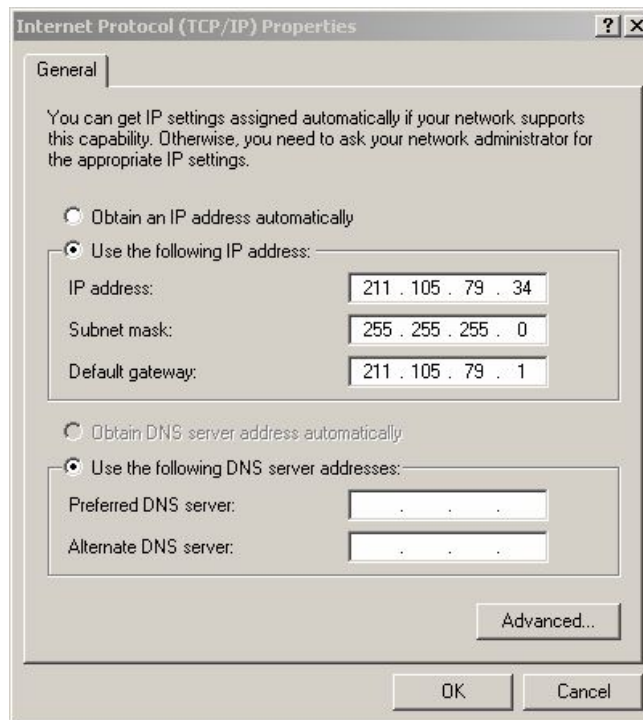 Internet Protocol (TCP/IP) Properties
General
You can get IP settings assigned automatically if your network supports
this capability. Otherwise, you need to ask your network administrator for
the appropriate IP settings.
Obtain an IP address automatically
Use the following IP address:
IP address: 211 . 105 . 79 . 34
Subnet mask: 255 . 255 . 255 . 0
Default gateway: 211 . 105 . 79 . 1
Obtain DNS server address automatically
Use the following DNS server addresses:
Preferred DNS server: . . .
Alternate DNS server: . . .
Advanced...
OK Cancel